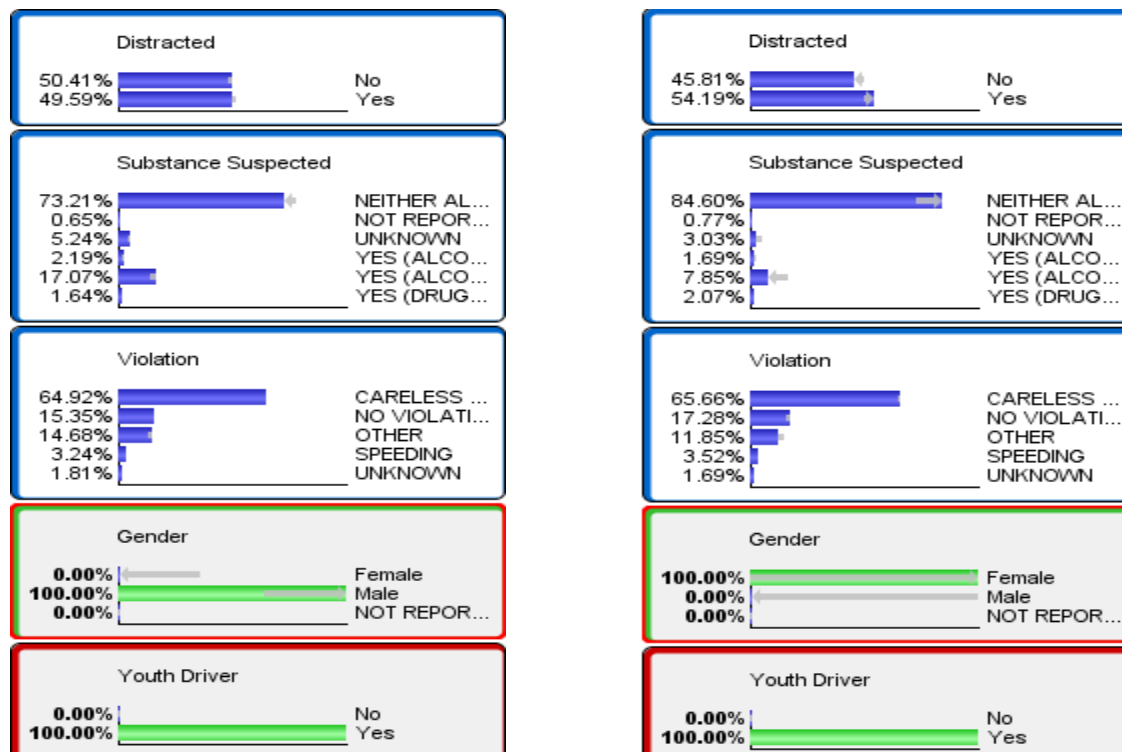 Distracted
50.41% No
49.59% Yes
Substance Suspected
73.21% NEITHER AL...
0.65% NOT REPOR...
5.24% UNKNOWN
2.19% YES (ALCO...
17.07% YES (ALCO...
1.64% YES (DRUG...
Violation
64.92% CARELESS ...
15.35% NO VIOLATI...
14.68% OTHER
3.24% SPEEDING
1.81% UNKNOWN
Gender
0.00% Female
100.00% Male
0.00% NOT REPOR...
Youth Driver
0.00% No
100.00% Yes
Distracted
45.81% No
54.19% Yes
Substance Suspected
84.60% NEITHER AL...
0.77% NOT REPOR...
3.03% UNKNOWN
1.69% YES (ALCO...
7.85% YES (ALCO...
2.07% YES (DRUG...
Violation
65.66% CARELESS ...
17.28% NO VIOLATI...
11.85% OTHER
3.52% SPEEDING
1.69% UNKNOWN
Gender
100.00% Female
0.00% Male
0.00% NOT REPOR...
Youth Driver
0.00% No
100.00% Yes